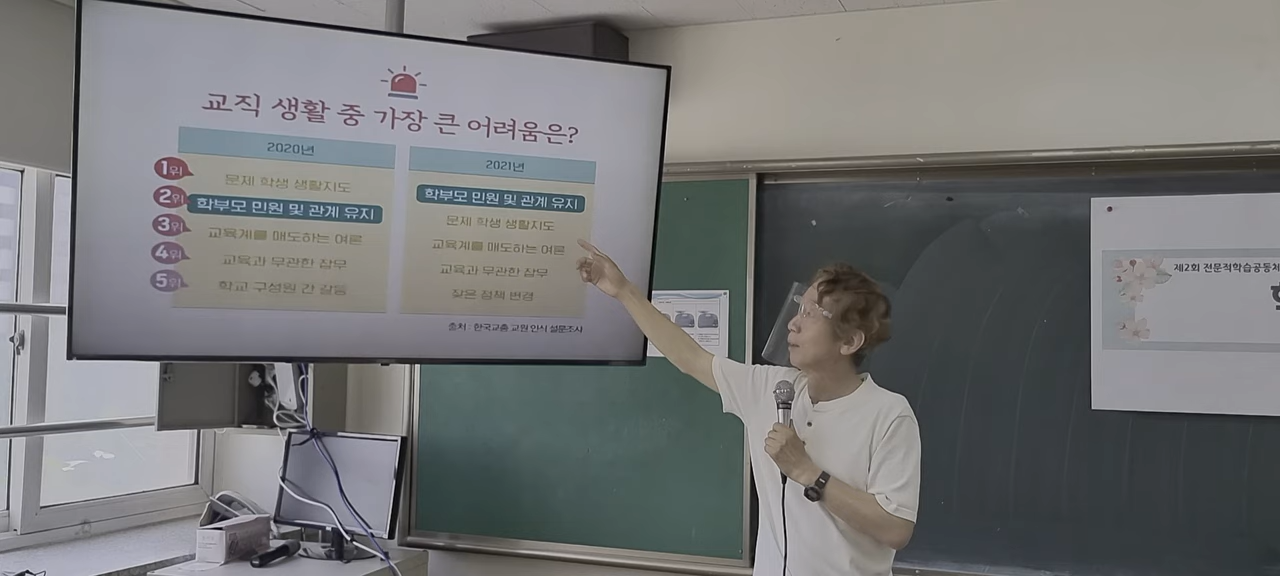 교직 생활 중 가장 큰 어려움은?
2020년
1위 문제 학생 생활지도
2위 학부모 민원 및 관계 유지
3위 교육계를 매도하는 여론
4위 교육과 무관한 잡무
5위 학교 구성원 간 갈등
2021년
학부모 민원 및 관계 유지
문제 학생 생활지도
교육계를 매도하는 여론
교육과 무관한 잡무
잦은 정책 변경
출처 : 한국교총 교원 인식 설문조사
제2회 전문적학습공동체